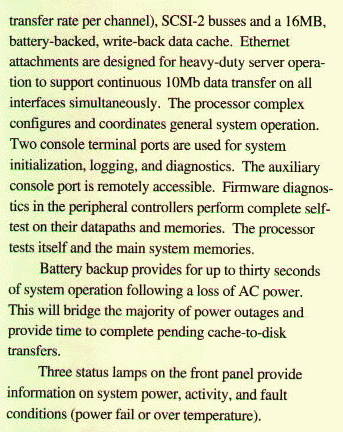 transfer rate per channel), SCSI-2 busses and a 16MB,
battery-backed, write-back data cache.  Ethernet
attachments are designed for heavy-duty server opera-
tion to support continuous 10Mb data transfer on all
interfaces simultaneously.  The processor complex
configures and coordinates general system operation.
Two console terminal ports are used for system
initialization, logging, and diagnostics.  The auxiliary
console port is remotely accessible.  Firmware diagnos-
tics in the peripheral controllers perform complete self-
test on their datapaths and memories.  The processor
tests itself and the main system memories.
Battery backup provides for up to thirty seconds
of system operation following a loss of AC power.
This will bridge the majority of power outages and
provide time to complete pending cache-to-disk
transfers.
Three status lamps on the front panel provide
information on system power, activity, and fault
conditions (power fail or over temperature).